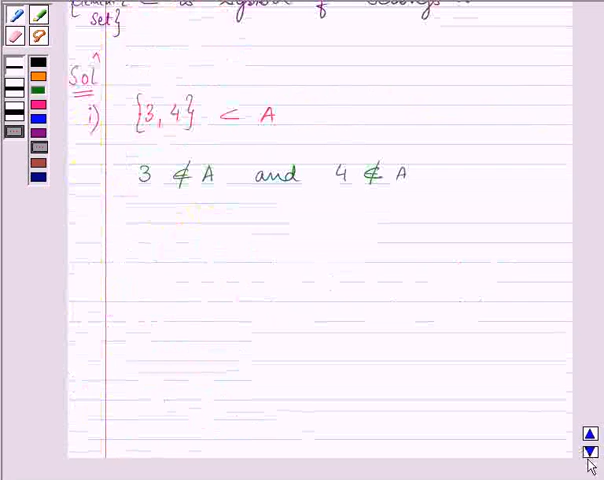 set}
Sol^
i) {3, 4} ⊂ A
3 ∉ A and 4 ∉ A